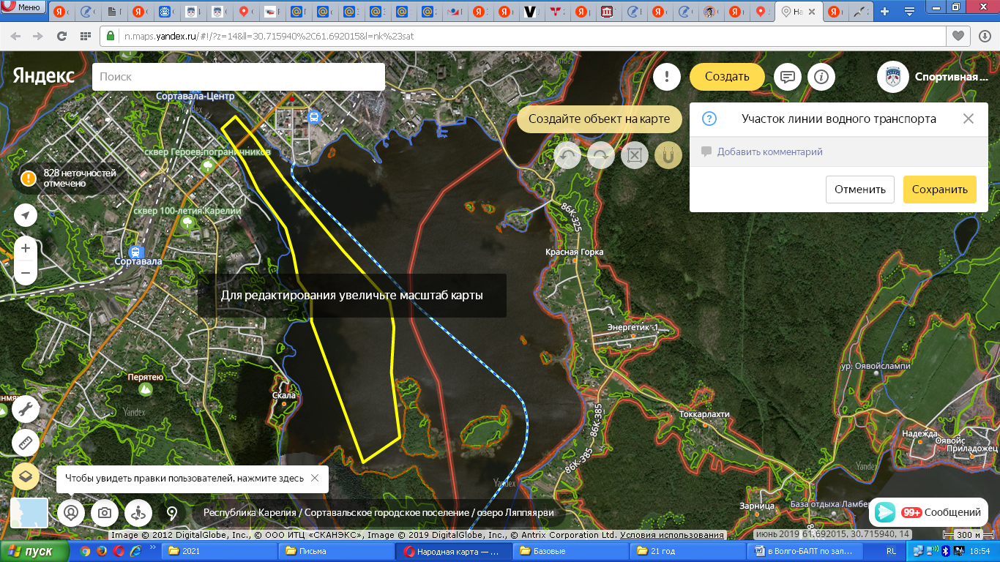 Меню
На
n.maps.yandex.ru/#!/?z=14&ll=30.715940%2C61.692015&l=nk%23sat
Яндекс
Поиск
Создать
Спортивная ...
Сортавала-Центр
Yandex
Создайте объект на карте
Участок линии водного транспорта
Добавить комментарий
Отменить
Сохранить
сквер Героев-пограничников
828 неточностей
отмечено
сквер 100-летия Карелии
86К-325
Сортавала
Красная Горка
Для редактирования увеличьте масштаб карты
Энергетик -1
ур. Оявойслампи
Перятею
Скала
Yandex
Токкарлахти
86К-385
86К-385
Надежда
Оявойс
Приладожец
Yandex
Yandex
Чтобы увидеть правки пользователей, нажмите здесь
Зарница
База отдыха Ламберг
Республика Карелия / Сортавальское городское поселение / озеро Ляппяярви
99+ Сообщений
Image © 2012 DigitalGlobe, Inc., © ООО ИТЦ «СКАНЭКС», Image © 2019 DigitalGlobe, Inc., © Antrix Corporation Ltd. Условия использования
июнь 2019 61.692015, 30.715940, 14
300 м
пуск
2021
Письма
Народная карта — ...
Базовые
21 год
в Волго-БАЛТ по зал...
RL
18:54